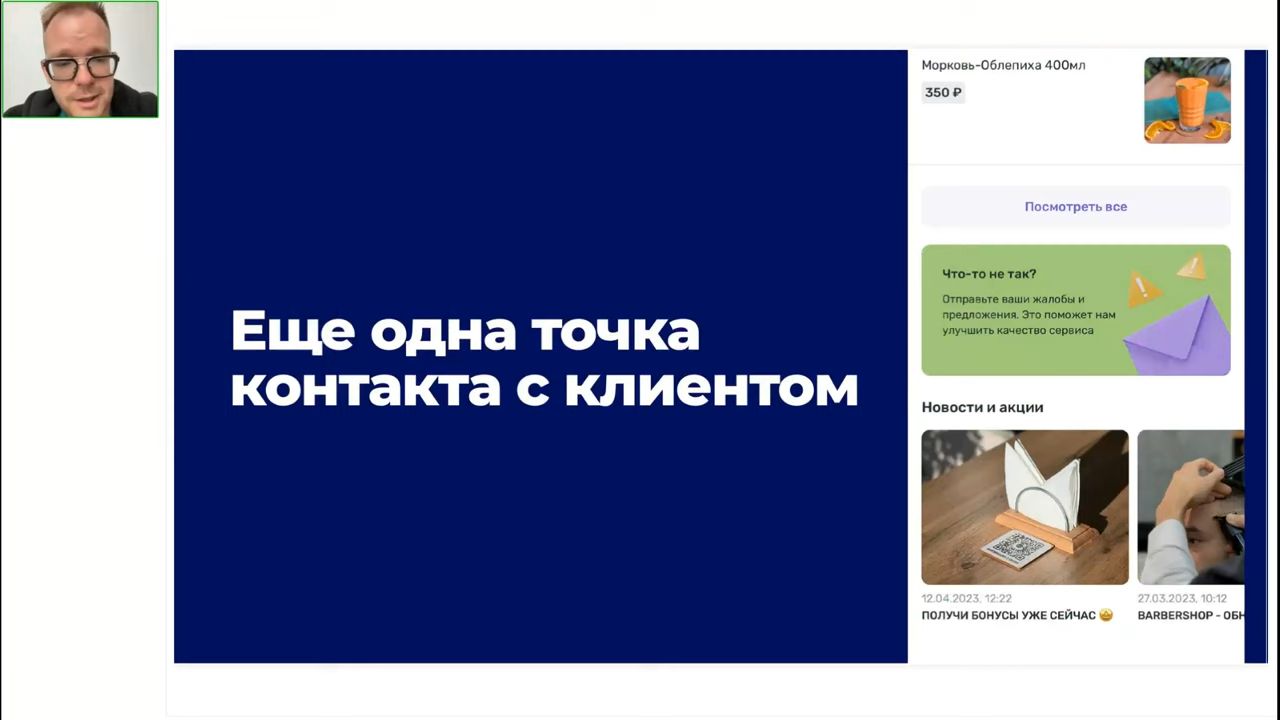 Еще одна точка
контакта с клиентом
Морковь-Облепиха 400мл
350 ₽
Посмотреть все
Что-то не так?
Отправьте ваши жалобы и
предложения. Это поможет нам
улучшить качество сервиса
Новости и акции
12.04.2023, 12:22
ПОЛУЧИ БОНУСЫ УЖЕ СЕЙЧАС 🤩
27.03.2023, 10:12
BARBERSHOP - ОБН